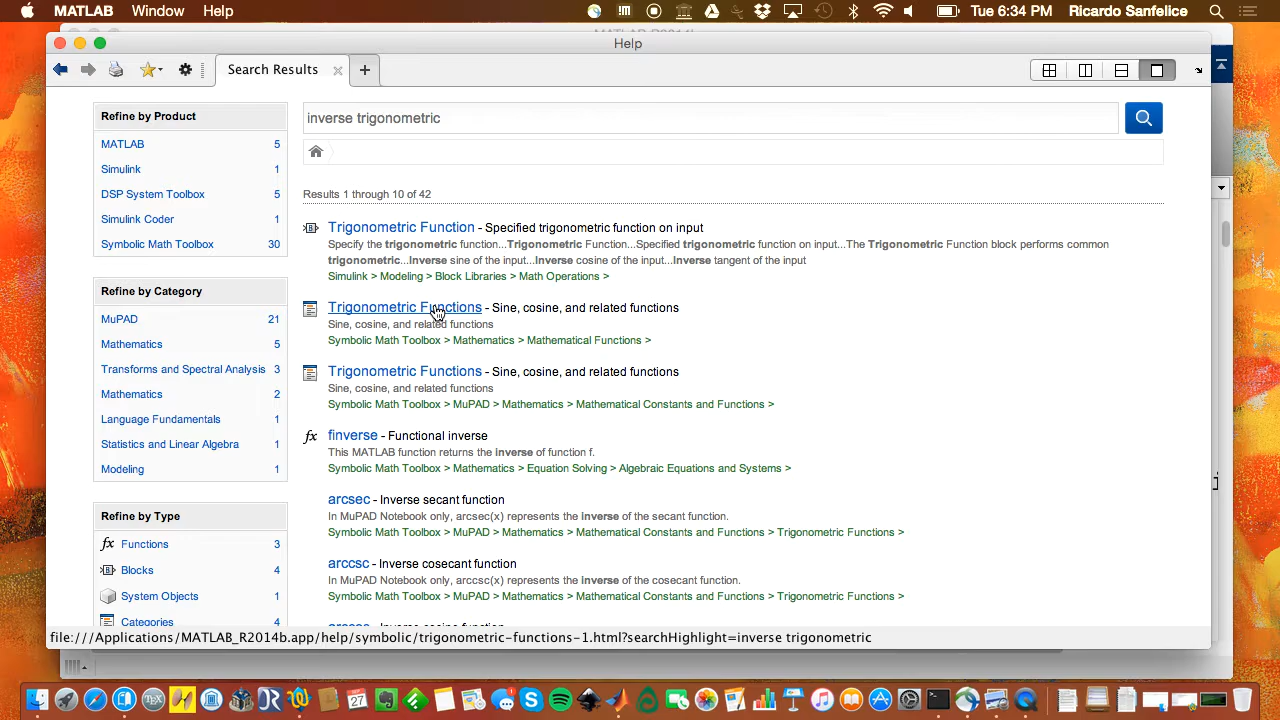 MATLAB Window Help Tue 6:34 PM Ricardo Sanfelice
Help
Search Results
Refine by Product
MATLAB 5
Simulink 1
DSP System Toolbox 5
Simulink Coder 1
Symbolic Math Toolbox 30
Refine by Category
MuPAD 21
Mathematics 5
Transforms and Spectral Analysis 3
Mathematics 2
Language Fundamentals 1
Statistics and Linear Algebra 1
Modeling 1
Refine by Type
fx Functions 3
Blocks 4
System Objects 1
Categories 4
inverse trigonometric
Results 1 through 10 of 42
Trigonometric Function - Specified trigonometric function on input
Specify the trigonometric function...Trigonometric Function...Specified trigonometric function on input...The Trigonometric Function block performs common
trigonometric...Inverse sine of the input...Inverse cosine of the input...Inverse tangent of the input
Simulink > Modeling > Block Libraries > Math Operations >
Trigonometric Functions - Sine, cosine, and related functions
Sine, cosine, and related functions
Symbolic Math Toolbox > Mathematics > Mathematical Functions >
Trigonometric Functions - Sine, cosine, and related functions
Sine, cosine, and related functions
Symbolic Math Toolbox > MuPAD > Mathematics > Mathematical Constants and Functions >
fx finverse - Functional inverse
This MATLAB function returns the inverse of function f.
Symbolic Math Toolbox > Mathematics > Equation Solving > Algebraic Equations and Systems >
arcsec - Inverse secant function
In MuPAD Notebook only, arcsec(x) represents the inverse of the secant function.
Symbolic Math Toolbox > MuPAD > Mathematics > Mathematical Constants and Functions > Trigonometric Functions >
arccsc - Inverse cosecant function
In MuPAD Notebook only, arccsc(x) represents the inverse of the cosecant function.
Symbolic Math Toolbox > MuPAD > Mathematics > Mathematical Constants and Functions > Trigonometric Functions >
file:///Applications/MATLAB_R2014b.app/help/symbolic/trigonometric-functions-1.html?searchHighlight=inverse trigonometric